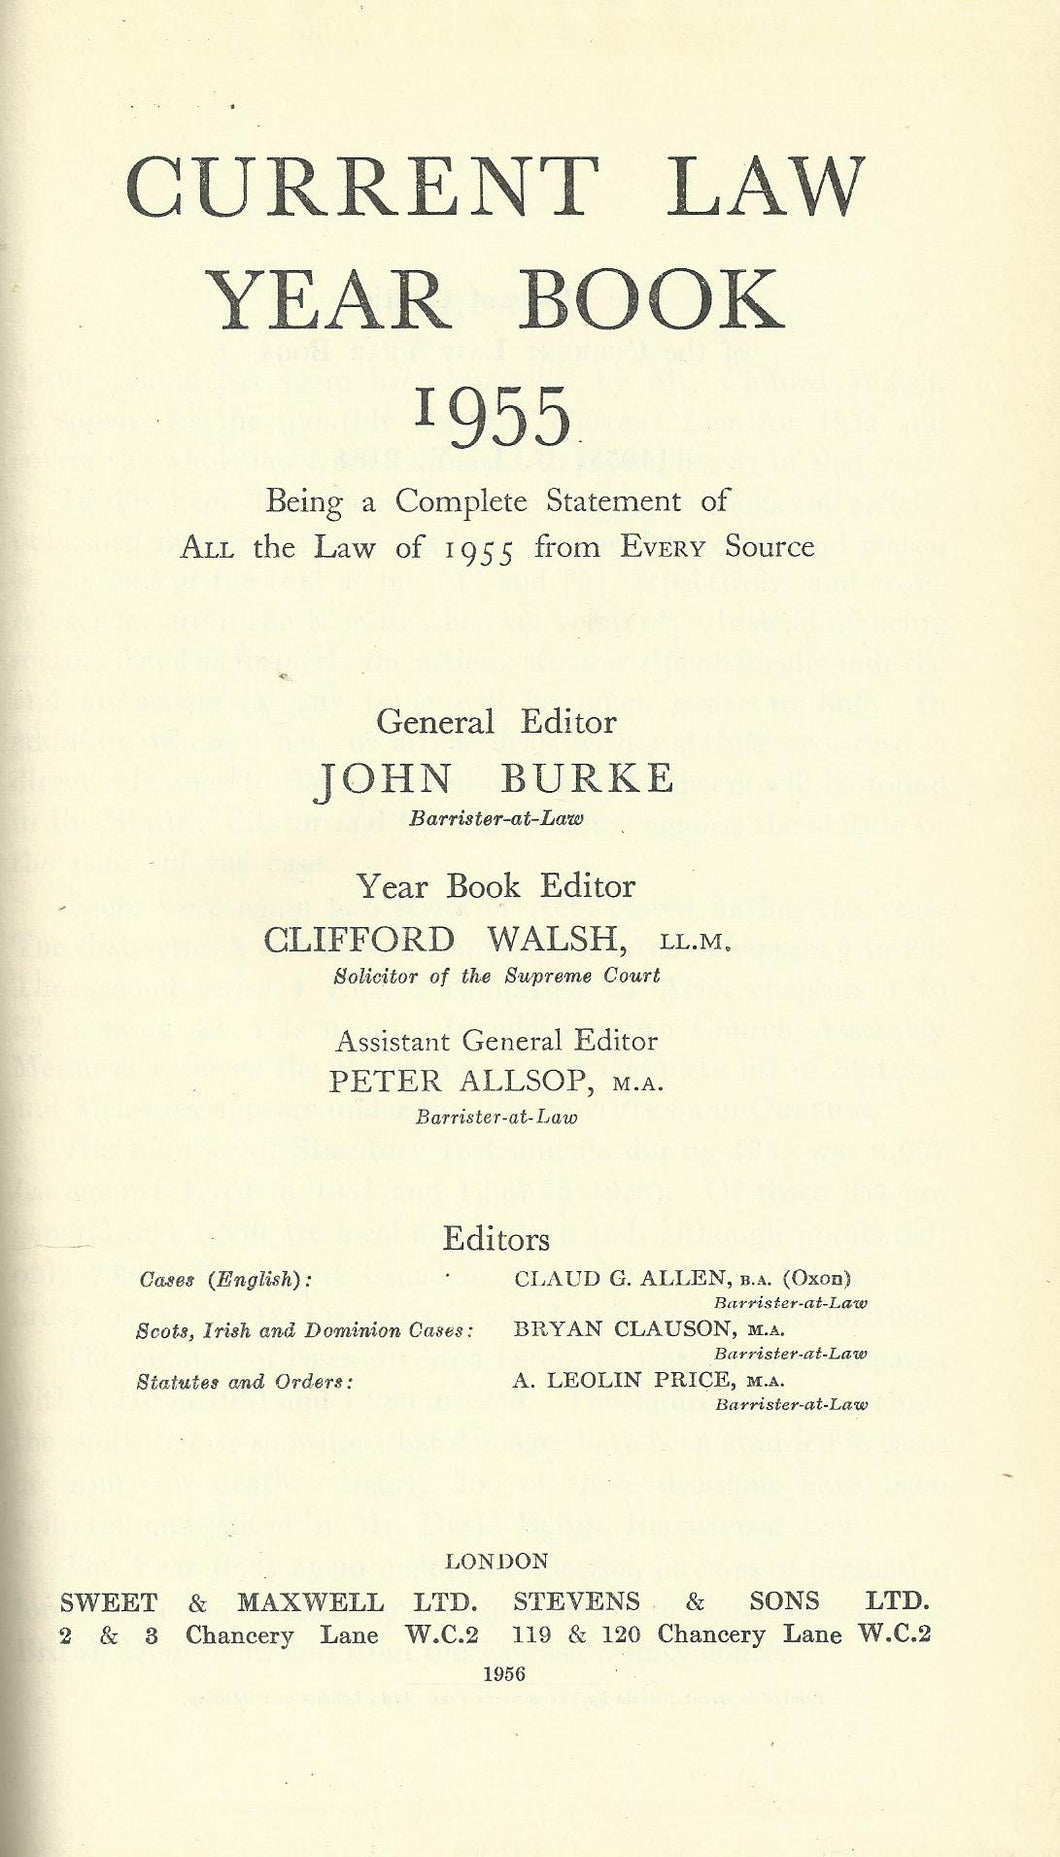 CURRENT LAW
YEAR BOOK
1955
Being a Complete Statement of
ALL the Law of 1955 from EVERY Source
General Editor
JOHN BURKE
Barrister-at-Law
Year Book Editor
CLIFFORD WALSH, LL.M.
Solicitor of the Supreme Court
Assistant General Editor
PETER ALLSOP, M.A.
Barrister-at-Law
Editors
Cases (English): CLAUD G. ALLEN, B.A. (Oxon)
Barrister-at-Law
Scots, Irish and Dominion Cases: BRYAN CLAUSON, M.A.
Barrister-at-Law
Statutes and Orders: A. LEOLIN PRICE, M.A.
Barrister-at-Law
LONDON
SWEET & MAXWELL LTD. STEVENS & SONS LTD.
2 & 3 Chancery Lane W.C.2 119 & 120 Chancery Lane W.C.2
1956